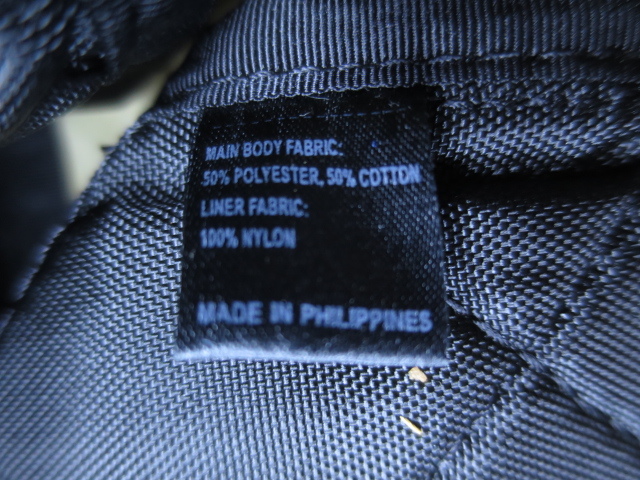 MAIN BODY FABRIC:
50% POLYESTER, 50% COTTON
LINER FABRIC:
100% NYLON
MADE IN PHILIPPINES